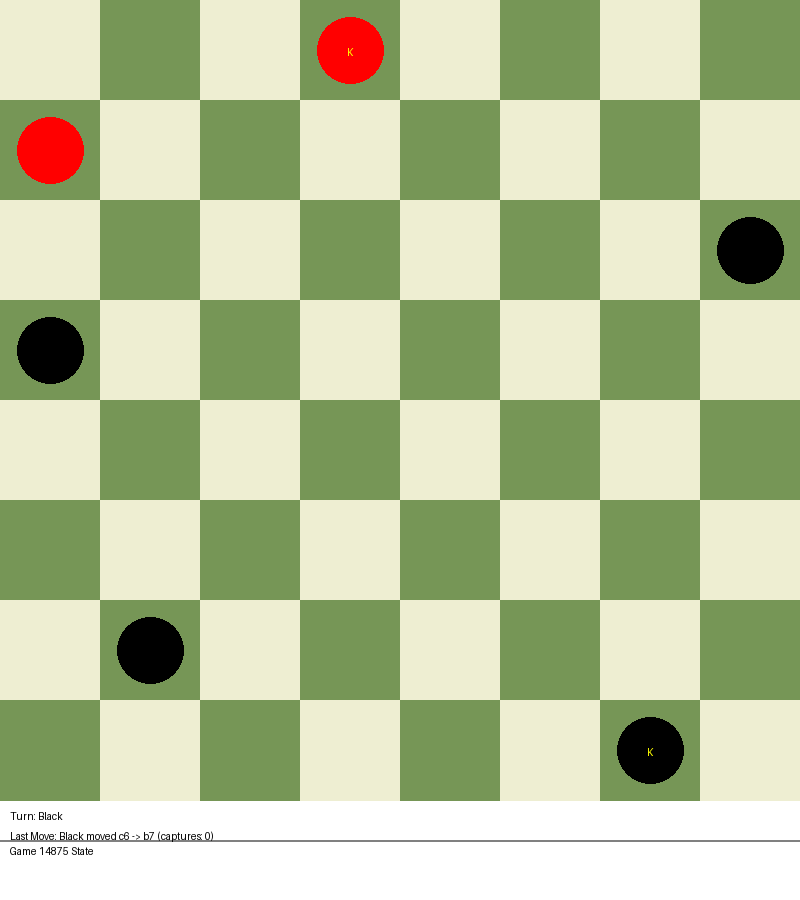 K
K
Turn: Black
Last Move: Black moved c6 -> b7 (captures: 0)
Game 14875 State